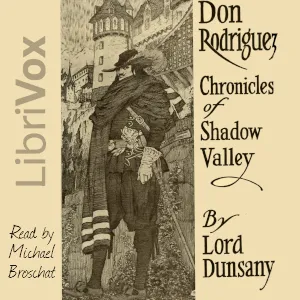 LibriVox
Don
Rodriguez
Chronicles
of
Shadow
Valley
By
Lord
Dunsany
Read by
Michael
Broschat